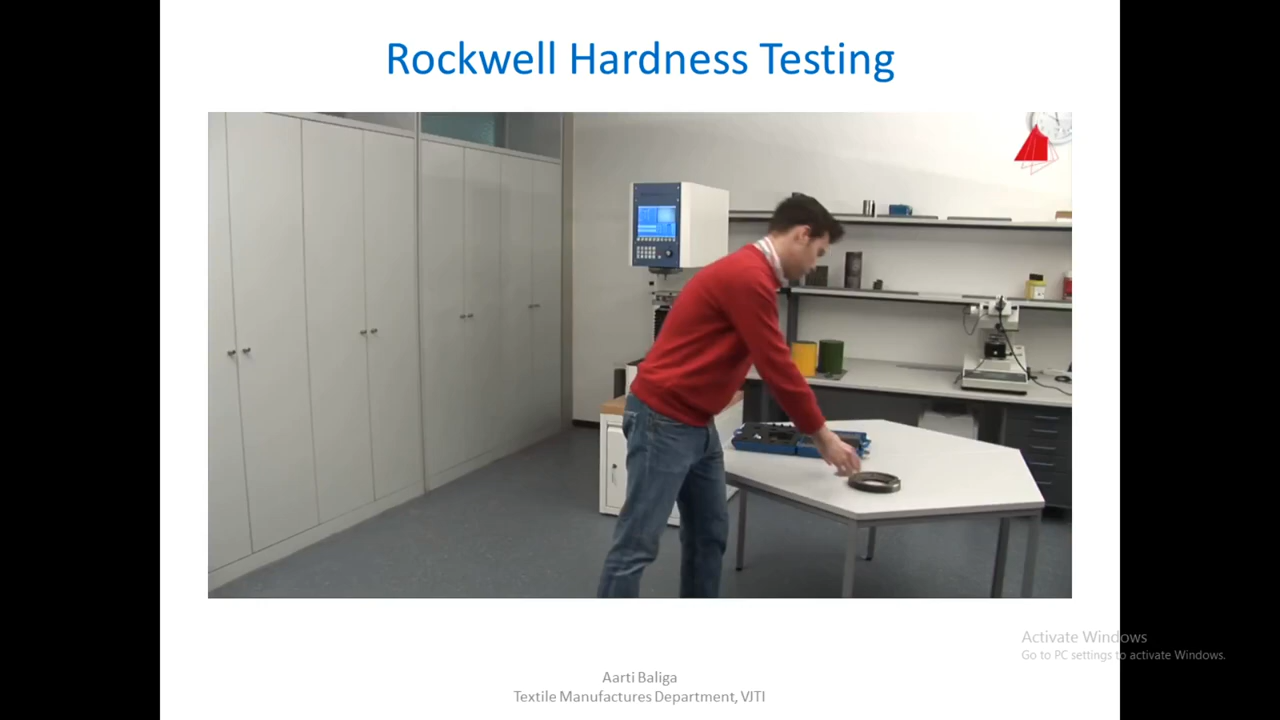 Rockwell Hardness Testing
Activate Windows
Go to PC settings to activate Windows.
Aarti Baliga
Textile Manufactures Department, VJTI